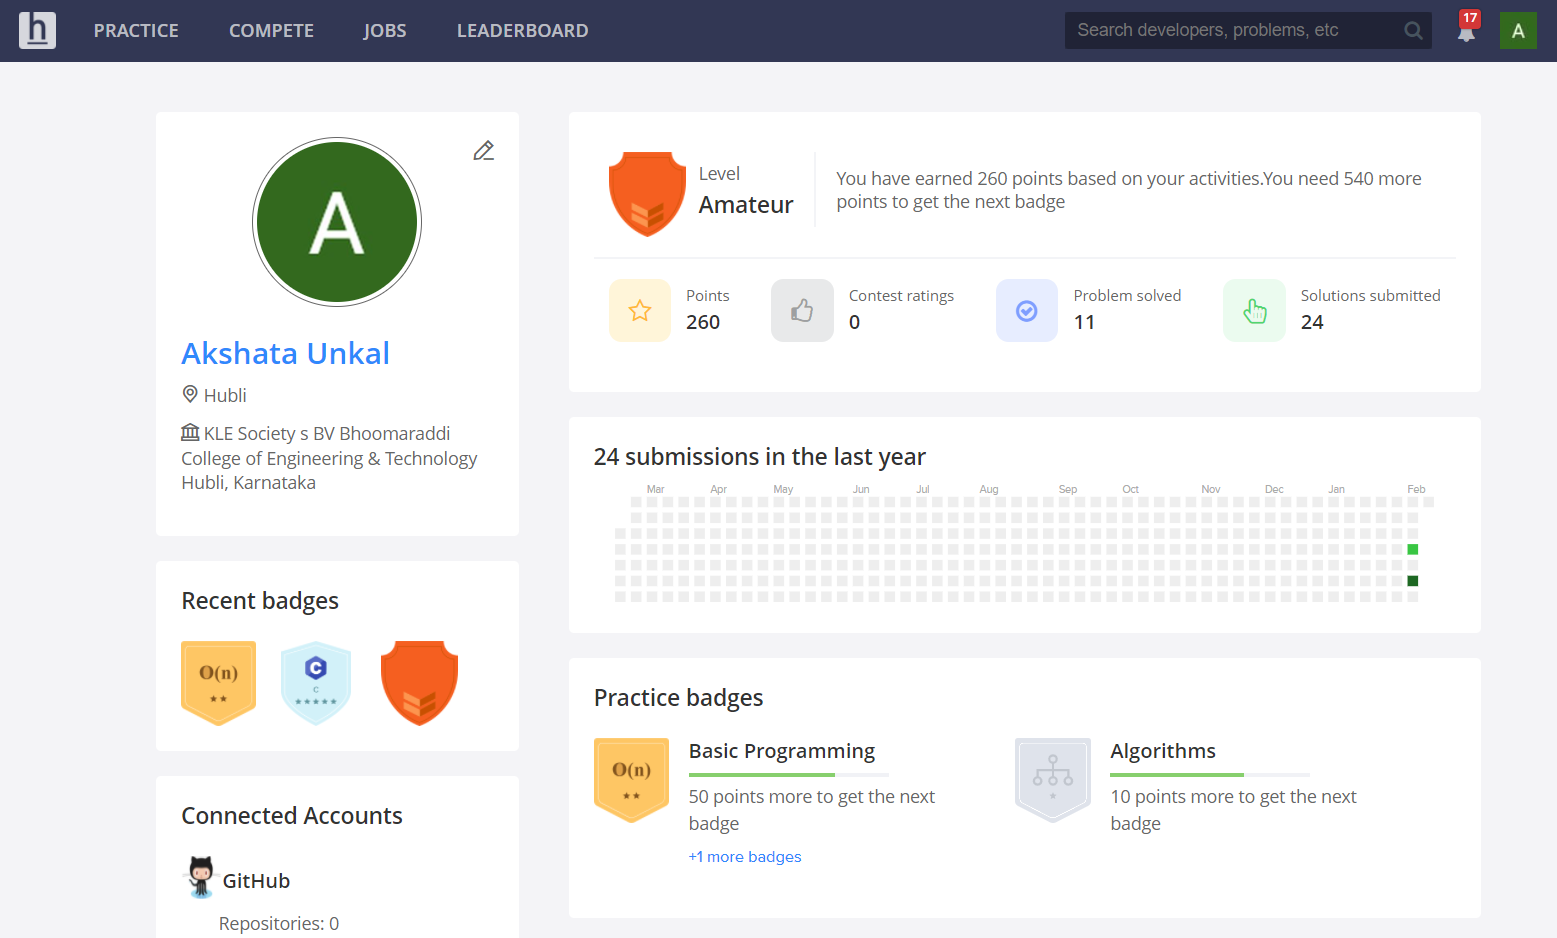 h
PRACTICE COMPETE JOBS LEADERBOARD
Search developers, problems, etc
17
A
A
Akshata Unkal
Hubli
KLE Society s BV Bhoomaraddi
College of Engineering & Technology
Hubli, Karnataka
Recent badges
O(n)
C
C
Connected Accounts
GitHub
Repositories: 0
Level
Amateur
You have earned 260 points based on your activities.You need 540 more
points to get the next badge
Points
260
Contest ratings
0
Problem solved
11
Solutions submitted
24
24 submissions in the last year
Mar Apr May Jun Jul Aug Sep Oct Nov Dec Jan Feb
Practice badges
O(n)
Basic Programming
50 points more to get the next
badge
+1 more badges
Algorithms
10 points more to get the next
badge